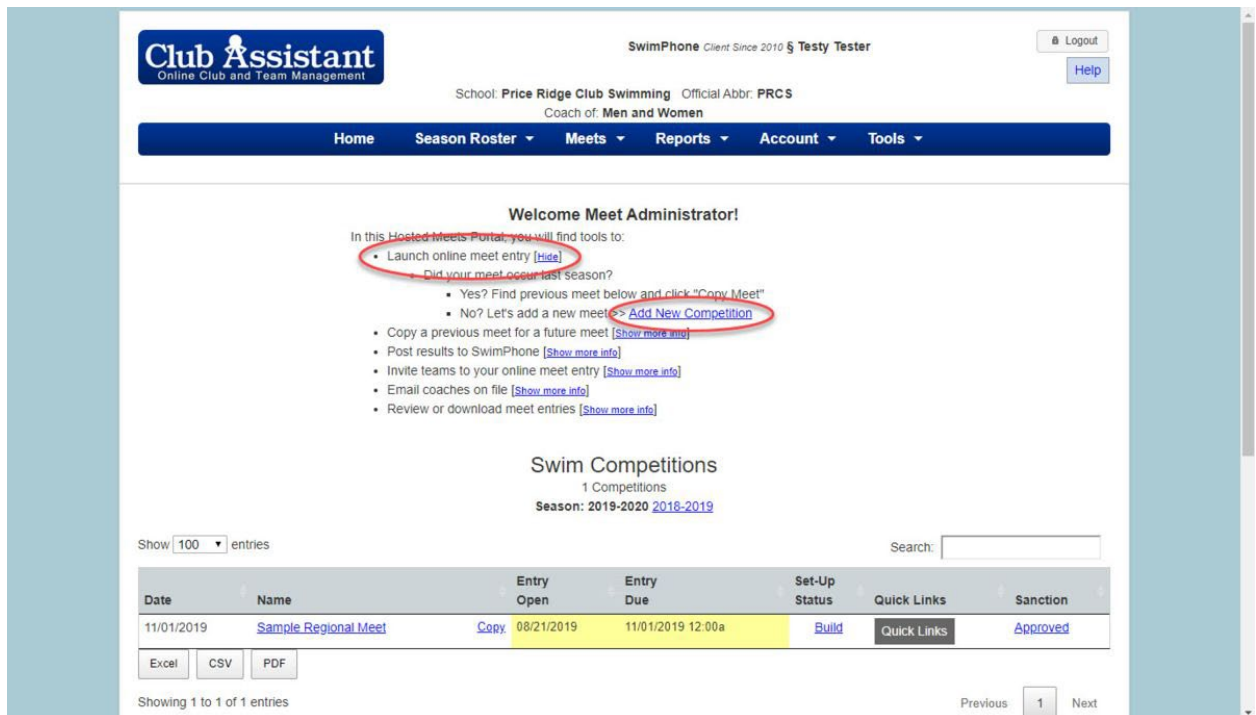 Club Assistant
Online Club and Team Management
SwimPhone Client Since 2010 § Testy Tester
Logout
Help
School: Price Ridge Club Swimming Official Abbr: PRCS
Coach of: Men and Women
Home Season Roster Meets Reports Account Tools
Welcome Meet Administrator!
In this Hosted Meets Portal, you will find tools to:
• Launch online meet entry [Hide]
• Did your meet occur last season?
• Yes? Find previous meet below and click "Copy Meet"
• No? Let's add a new meet >> Add New Competition
• Copy a previous meet for a future meet [Show more info]
• Post results to SwimPhone [Show more info]
• Invite teams to your online meet entry [Show more info]
• Email coaches on file [Show more info]
• Review or download meet entries [Show more info]
Swim Competitions
1 Competitions
Season: 2019-2020 2018-2019
Show 100 entries Search:
Date Name Entry Open Entry Due Set-Up Status Quick Links Sanction
11/01/2019 Sample Regional Meet Copy 08/21/2019 11/01/2019 12:00a Build Quick Links Approved
Excel CSV PDF
Showing 1 to 1 of 1 entries Previous 1 Next